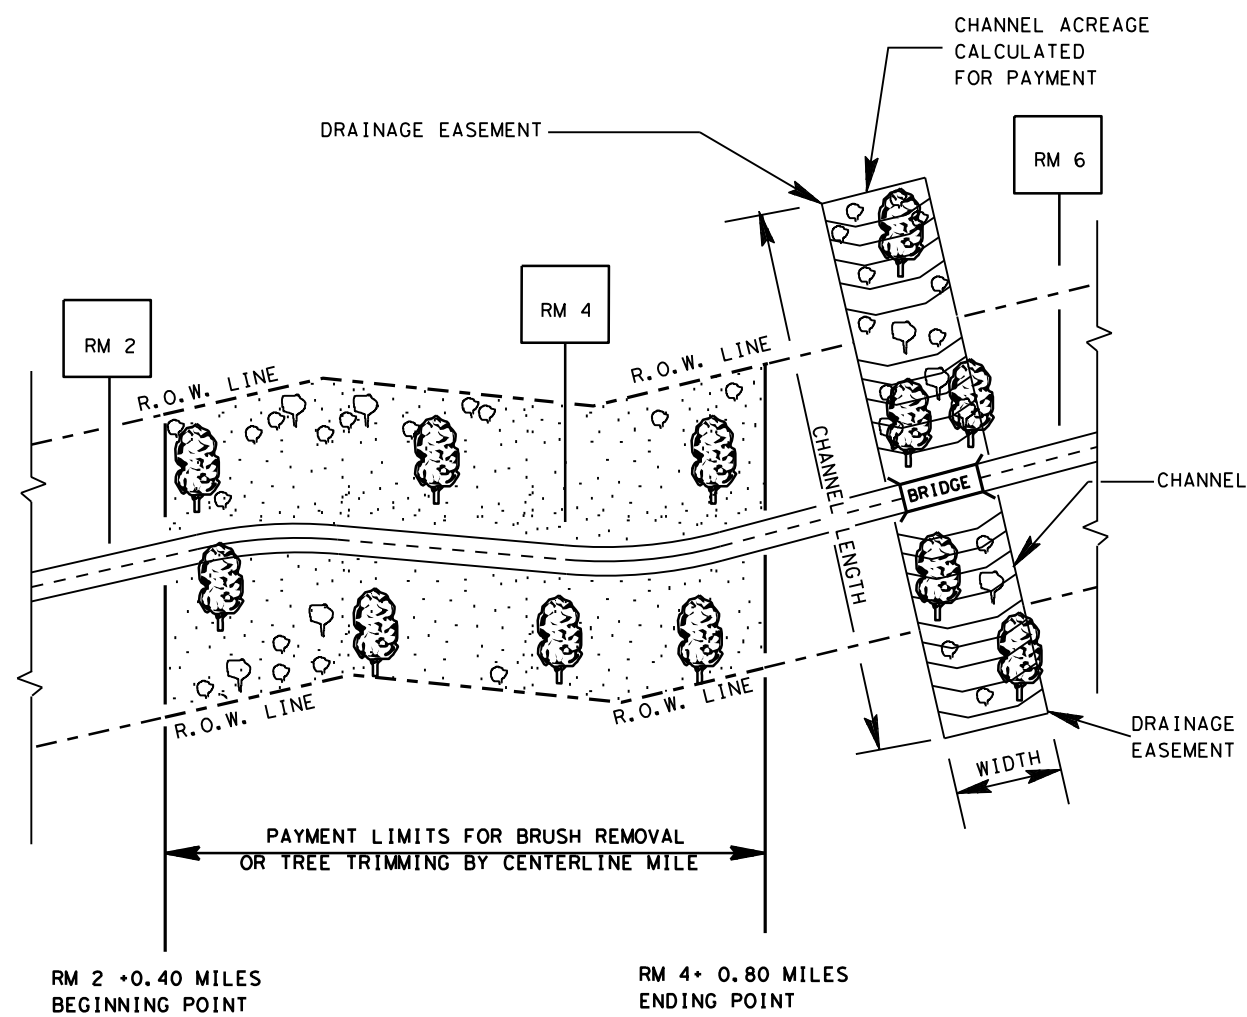 CHANNEL ACREAGE
CALCULATED
FOR PAYMENT
DRAINAGE EASEMENT
RM 6
RM 4
RM 2
R.O.W. LINE
R.O.W. LINE
CHANNEL LENGTH
BRIDGE
CHANNEL
R.O.W. LINE
R.O.W. LINE
DRAINAGE
EASEMENT
WIDTH
PAYMENT LIMITS FOR BRUSH REMOVAL
OR TREE TRIMMING BY CENTERLINE MILE
RM 2 +0.40 MILES
BEGINNING POINT
RM 4+ 0.80 MILES
ENDING POINT